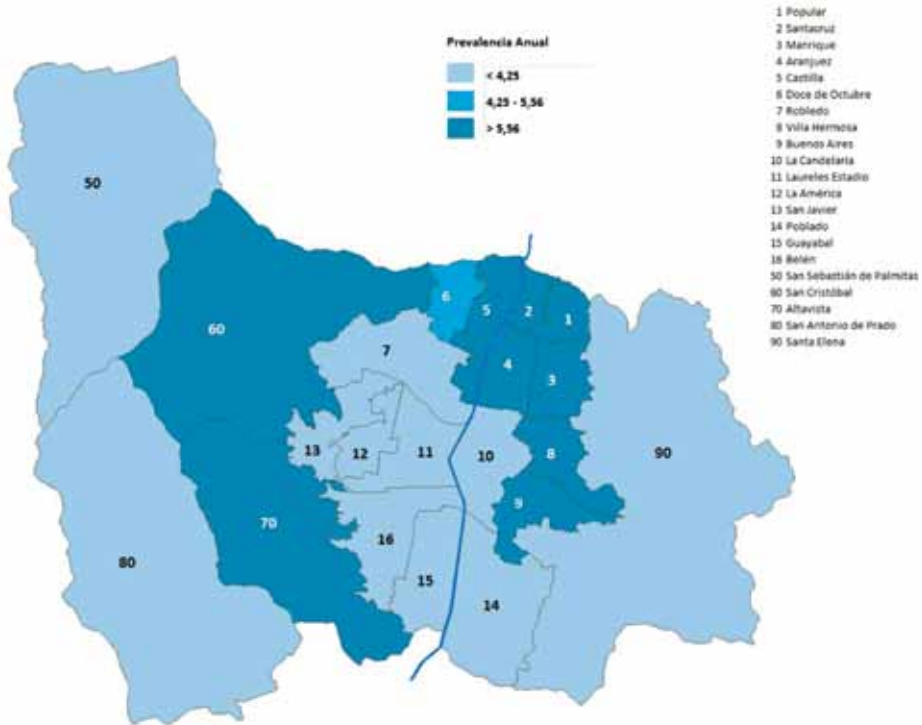 Prevalencia Anual
< 4,25
4,25 - 5,56
> 5,56
1 Popular
2 Santacruz
3 Manrique
4 Aranjuez
5 Castilla
6 Doce de Octubre
7 Robledo
8 Villa Hermosa
9 Buenos Aires
10 La Candelaria
11 Laureles Estadio
12 La América
13 San Javier
14 Poblado
15 Guayabal
16 Belén
50 San Sebastián de Palmitas
60 San Cristóbal
70 Altavista
80 San Antonio de Prado
90 Santa Elena
50
6
5
2
1
60
7
4
3
13
12
11
10
8
90
9
70
16
80
15
14